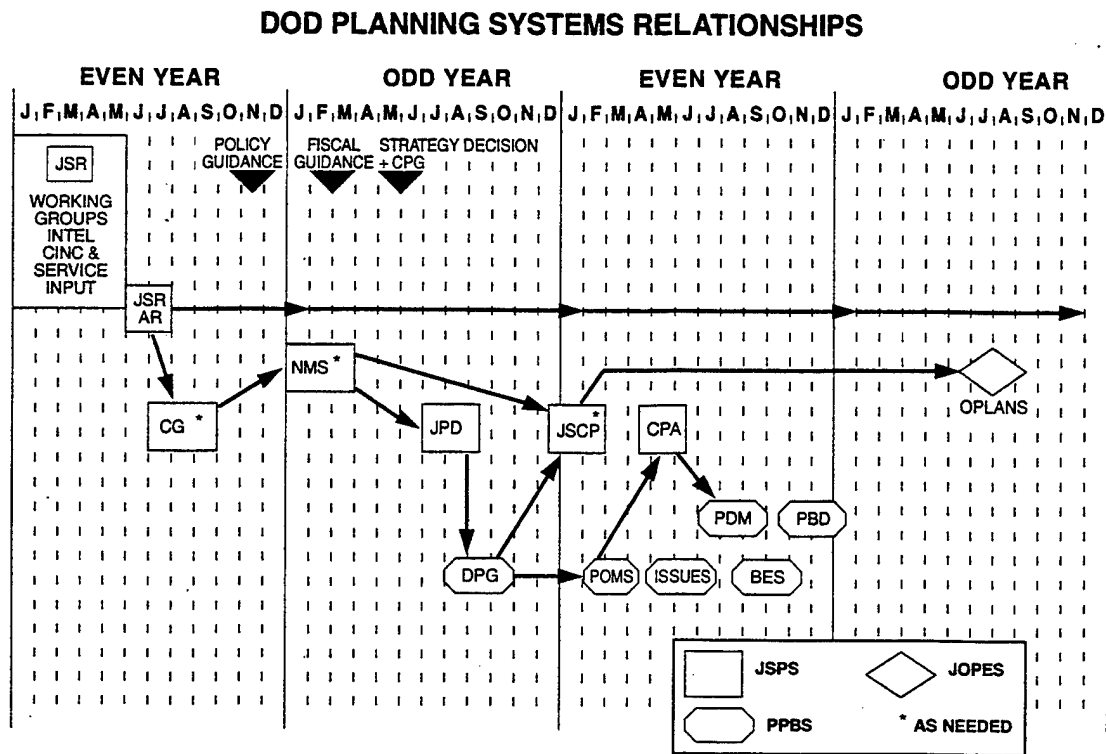 DOD PLANNING SYSTEMS RELATIONSHIPS
EVEN YEAR ODD YEAR EVEN YEAR ODD YEAR
J F M A M J J A S O N D J F M A M J J A S O N D J F M A M J J A S O N D J F M A M J J A S O N D
JSR
WORKING
GROUPS
INTEL
CINC &
SERVICE
INPUT
POLICY
GUIDANCE
FISCAL
GUIDANCE
STRATEGY DECISION
+ CPG
JSR
AR
NMS *
OPLANS
CG *
JPD
JSCP *
CPA
PDM
PBD
DPG
POMS
ISSUES
BES
JSPS
JOPES
PPBS
* AS NEEDED